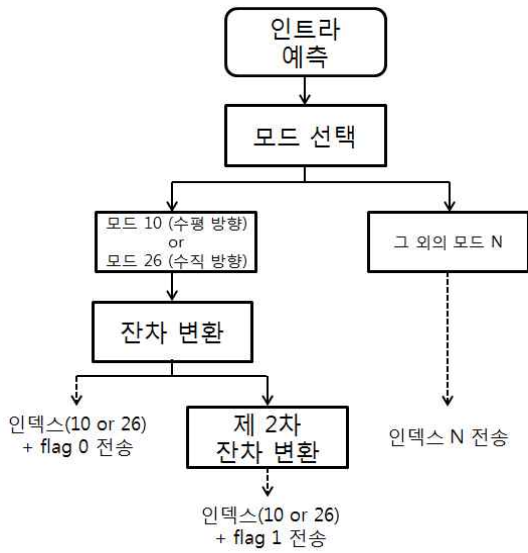 인트라
예측
모드 선택
모드 10 (수평 방향)
or
모드 26 (수직 방향)
그 외의 모드 N
잔차 변환
인덱스(10 or 26)
+ flag 0 전송
제 2차
잔차 변환
인덱스 N 전송
인덱스(10 or 26)
+ flag 1 전송